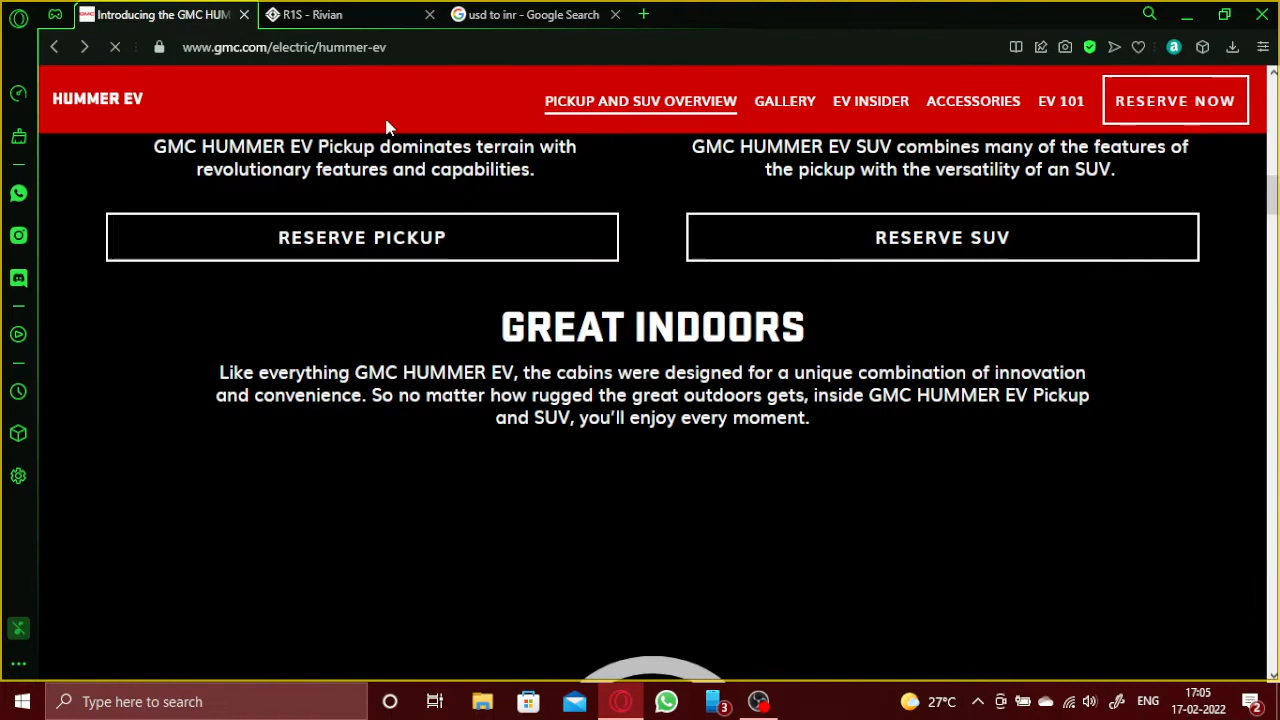 Introducing the GMC HUM
R1S - Rivian
usd to inr - Google Search
www.gmc.com/electric/hummer-ev
HUMMER EV
PICKUP AND SUV OVERVIEW
GALLERY
EV INSIDER
ACCESSORIES
EV 101
RESERVE NOW
GMC HUMMER EV Pickup dominates terrain with
revolutionary features and capabilities.
GMC HUMMER EV SUV combines many of the features of
the pickup with the versatility of an SUV.
RESERVE PICKUP
RESERVE SUV
GREAT INDOORS
Like everything GMC HUMMER EV, the cabins were designed for a unique combination of innovation
and convenience. So no matter how rugged the great outdoors gets, inside GMC HUMMER EV Pickup
and SUV, you'll enjoy every moment.
Type here to search
3
27°C
ENG
17:05
17-02-2022
2